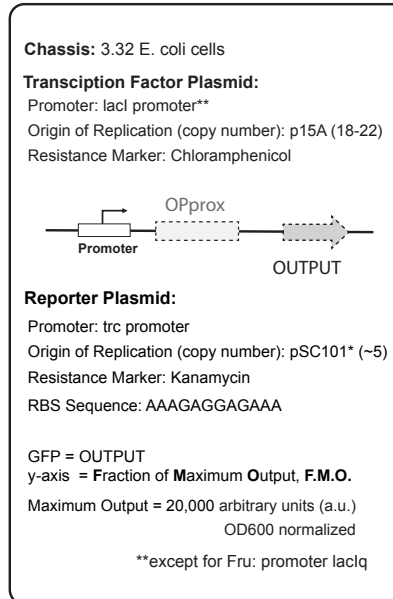 Chassis: 3.32 E. coli cells
Transciption Factor Plasmid:
Promoter: lacI promoter**
Origin of Replication (copy number): p15A (18-22)
Resistance Marker: Chloramphenicol
OPprox
Promoter
OUTPUT
Reporter Plasmid:
Promoter: trc promoter
Origin of Replication (copy number): pSC101* (~5)
Resistance Marker: Kanamycin
RBS Sequence: AAAGAGGAGAAA
GFP = OUTPUT
y-axis = Fraction of Maximum Output, F.M.O.
Maximum Output = 20,000 arbitrary units (a.u.)
OD600 normalized
**except for Fru: promoter lacIq